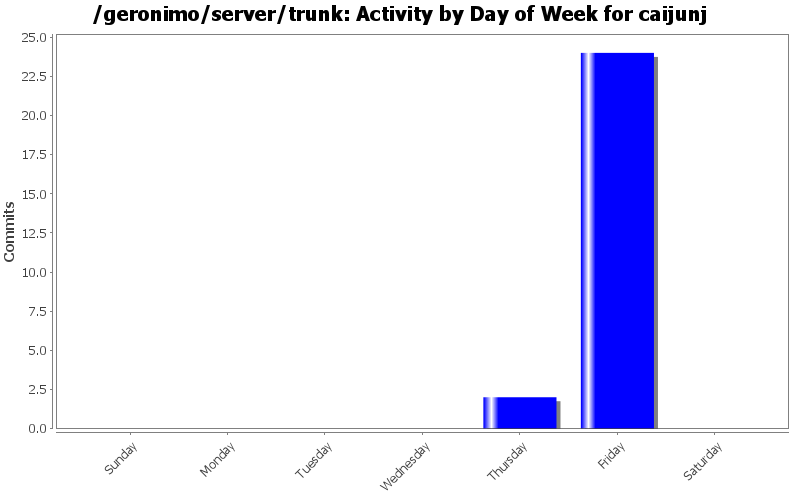 /geronimo/server/trunk: Activity by Day of Week for caijunj
25.0
22.5
20.0
17.5
15.0
12.5
10.0
7.5
5.0
2.5
0.0
Commits
Sunday
Monday
Tuesday
Wednesday
Thursday
Friday
Saturday